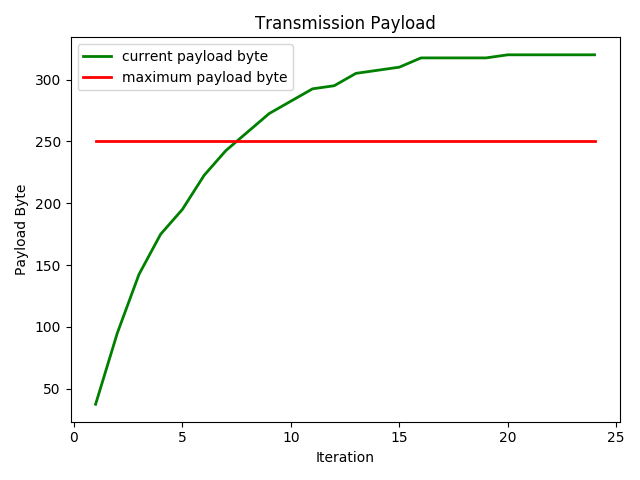 Transmission Payload
current payload byte
maximum payload byte
Payload Byte
300
250
200
150
100
50
0 5 10 15 20 25
Iteration